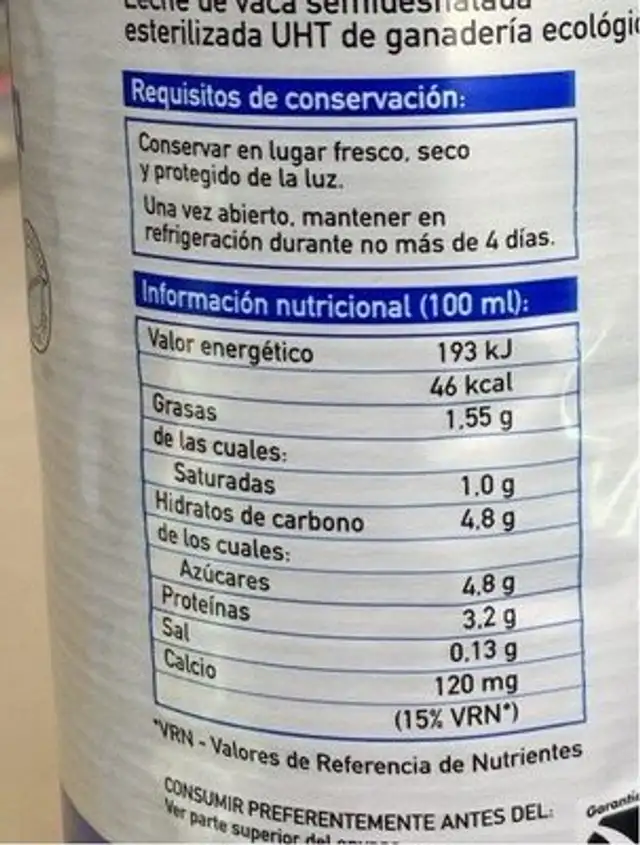 Leche de vaca semidesnatada
esterilizada UHT de ganadería
Requisitos de conservación:
Conservar en lugar fresco, seco
y protegido de la luz.
Una vez abierto, mantener en
refrigeración durante no más de 4 días.
Información nutricional (100 ml):
Valor energético 193 kJ
46 kcal
Grasas 1,55 g
de las cuales:
Saturadas 1,0 g
Hidratos de carbono 4,8 g
de los cuales:
Azúcares 4,8 g
Proteínas 3,2 g
Sal 0,13 g
Calcio 120 mg
(15% VRN*)
*VRN - Valores de Referencia de Nutrientes
CONSUMIR PREFERENTEMENTE ANTES DEL:
Ver parte superior del